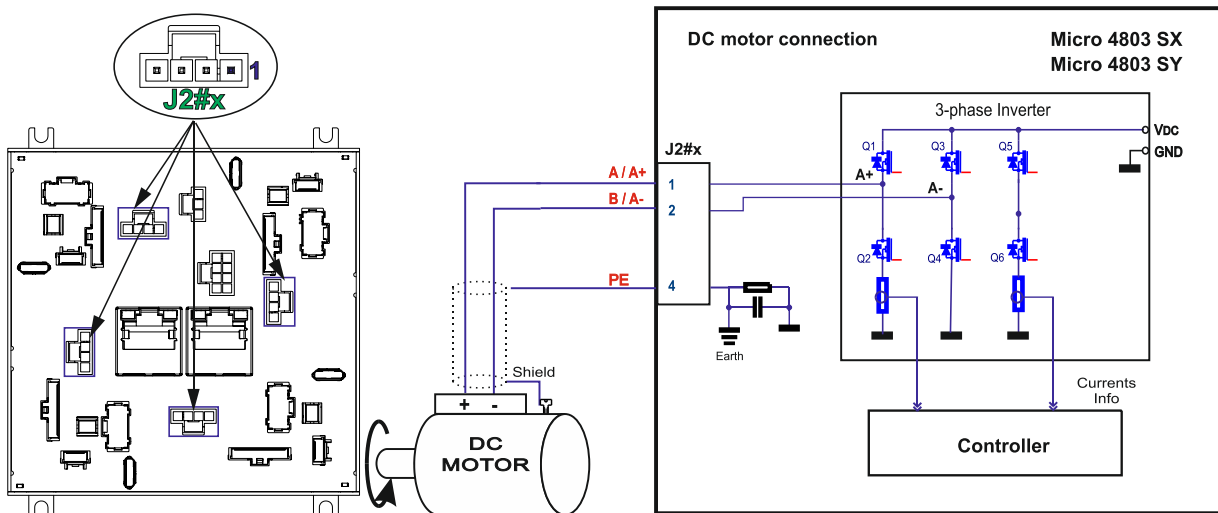 1
J2#x
DC motor connection
Micro 4803 SX
Micro 4803 SY
3-phase Inverter
VDC
GND
Q1
Q3
Q5
A+
A-
Q2
Q4
Q6
J2#x
A / A+
1
B / A-
2
PE
4
Earth
Shield
+ -
DC
MOTOR
Currents
Info
Controller